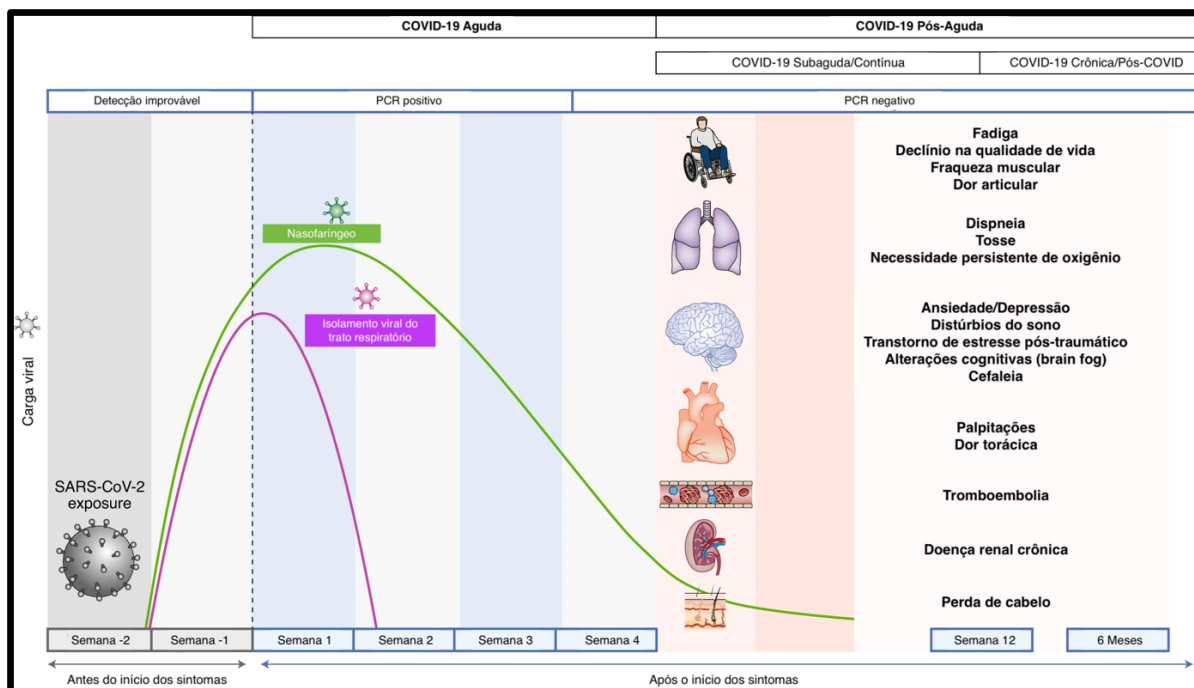 COVID-19 Aguda
COVID-19 Pós-Aguda
COVID-19 Subaguda/Contínua
COVID-19 Crônica/Pós-COVID
Detecção improvável
PCR positivo
PCR negativo
Fadiga
Declínio na qualidade de vida
Fraqueza muscular
Dor articular
Nasofaríngeo
Dispneia
Tosse
Necessidade persistente de oxigênio
Isolamento viral do
trato respiratório
Ansiedade/Depressão
Distúrbios do sono
Transtorno de estresse pós-traumático
Alterações cognitivas (brain fog)
Cefaleia
Carga viral
Palpitações
Dor torácica
SARS-CoV-2
exposure
Tromboembolia
Doença renal crônica
Perda de cabelo
Semana -2
Semana -1
Semana 1
Semana 2
Semana 3
Semana 4
Semana 12
6 Meses
Antes do início dos sintomas
Após o início dos sintomas